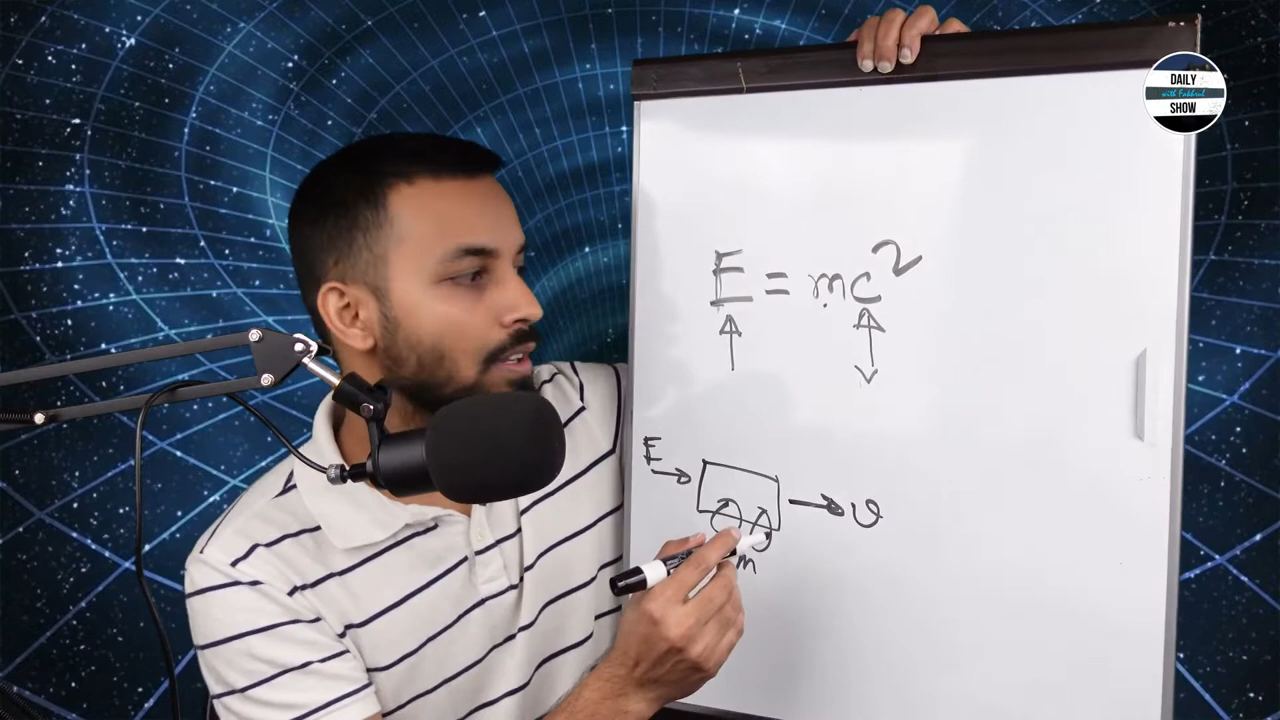 DAILY
with Fakhrul
SHOW
E = mc²
E
v
m